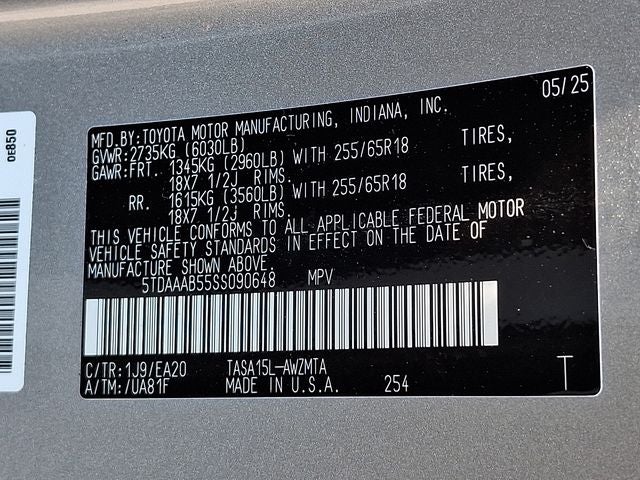 05/25
MFD.BY:TOYOTA MOTOR MANUFACTURING, INDIANA, INC.
GVWR:2735KG (6030LB)
GAWR:FRT. 1345KG (2960LB) WITH 255/65R18 TIRES,
18X7 1/2J RIMS.
RR. 1615KG (3560LB) WITH 255/65R18 TIRES,
18X7 1/2J RIMS.
THIS VEHICLE CONFORMS TO ALL APPLICABLE FEDERAL MOTOR
VEHICLE SAFETY STANDARDS IN EFFECT ON THE DATE OF
MANUFACTURE SHOWN ABOVE.
5TDAAAB55SS090648 MPV
C/TR:1J9/EA20 TASA15L-AWZMTA
A/TM:/UA81F MADE IN U.S.A. 254 T
0E850